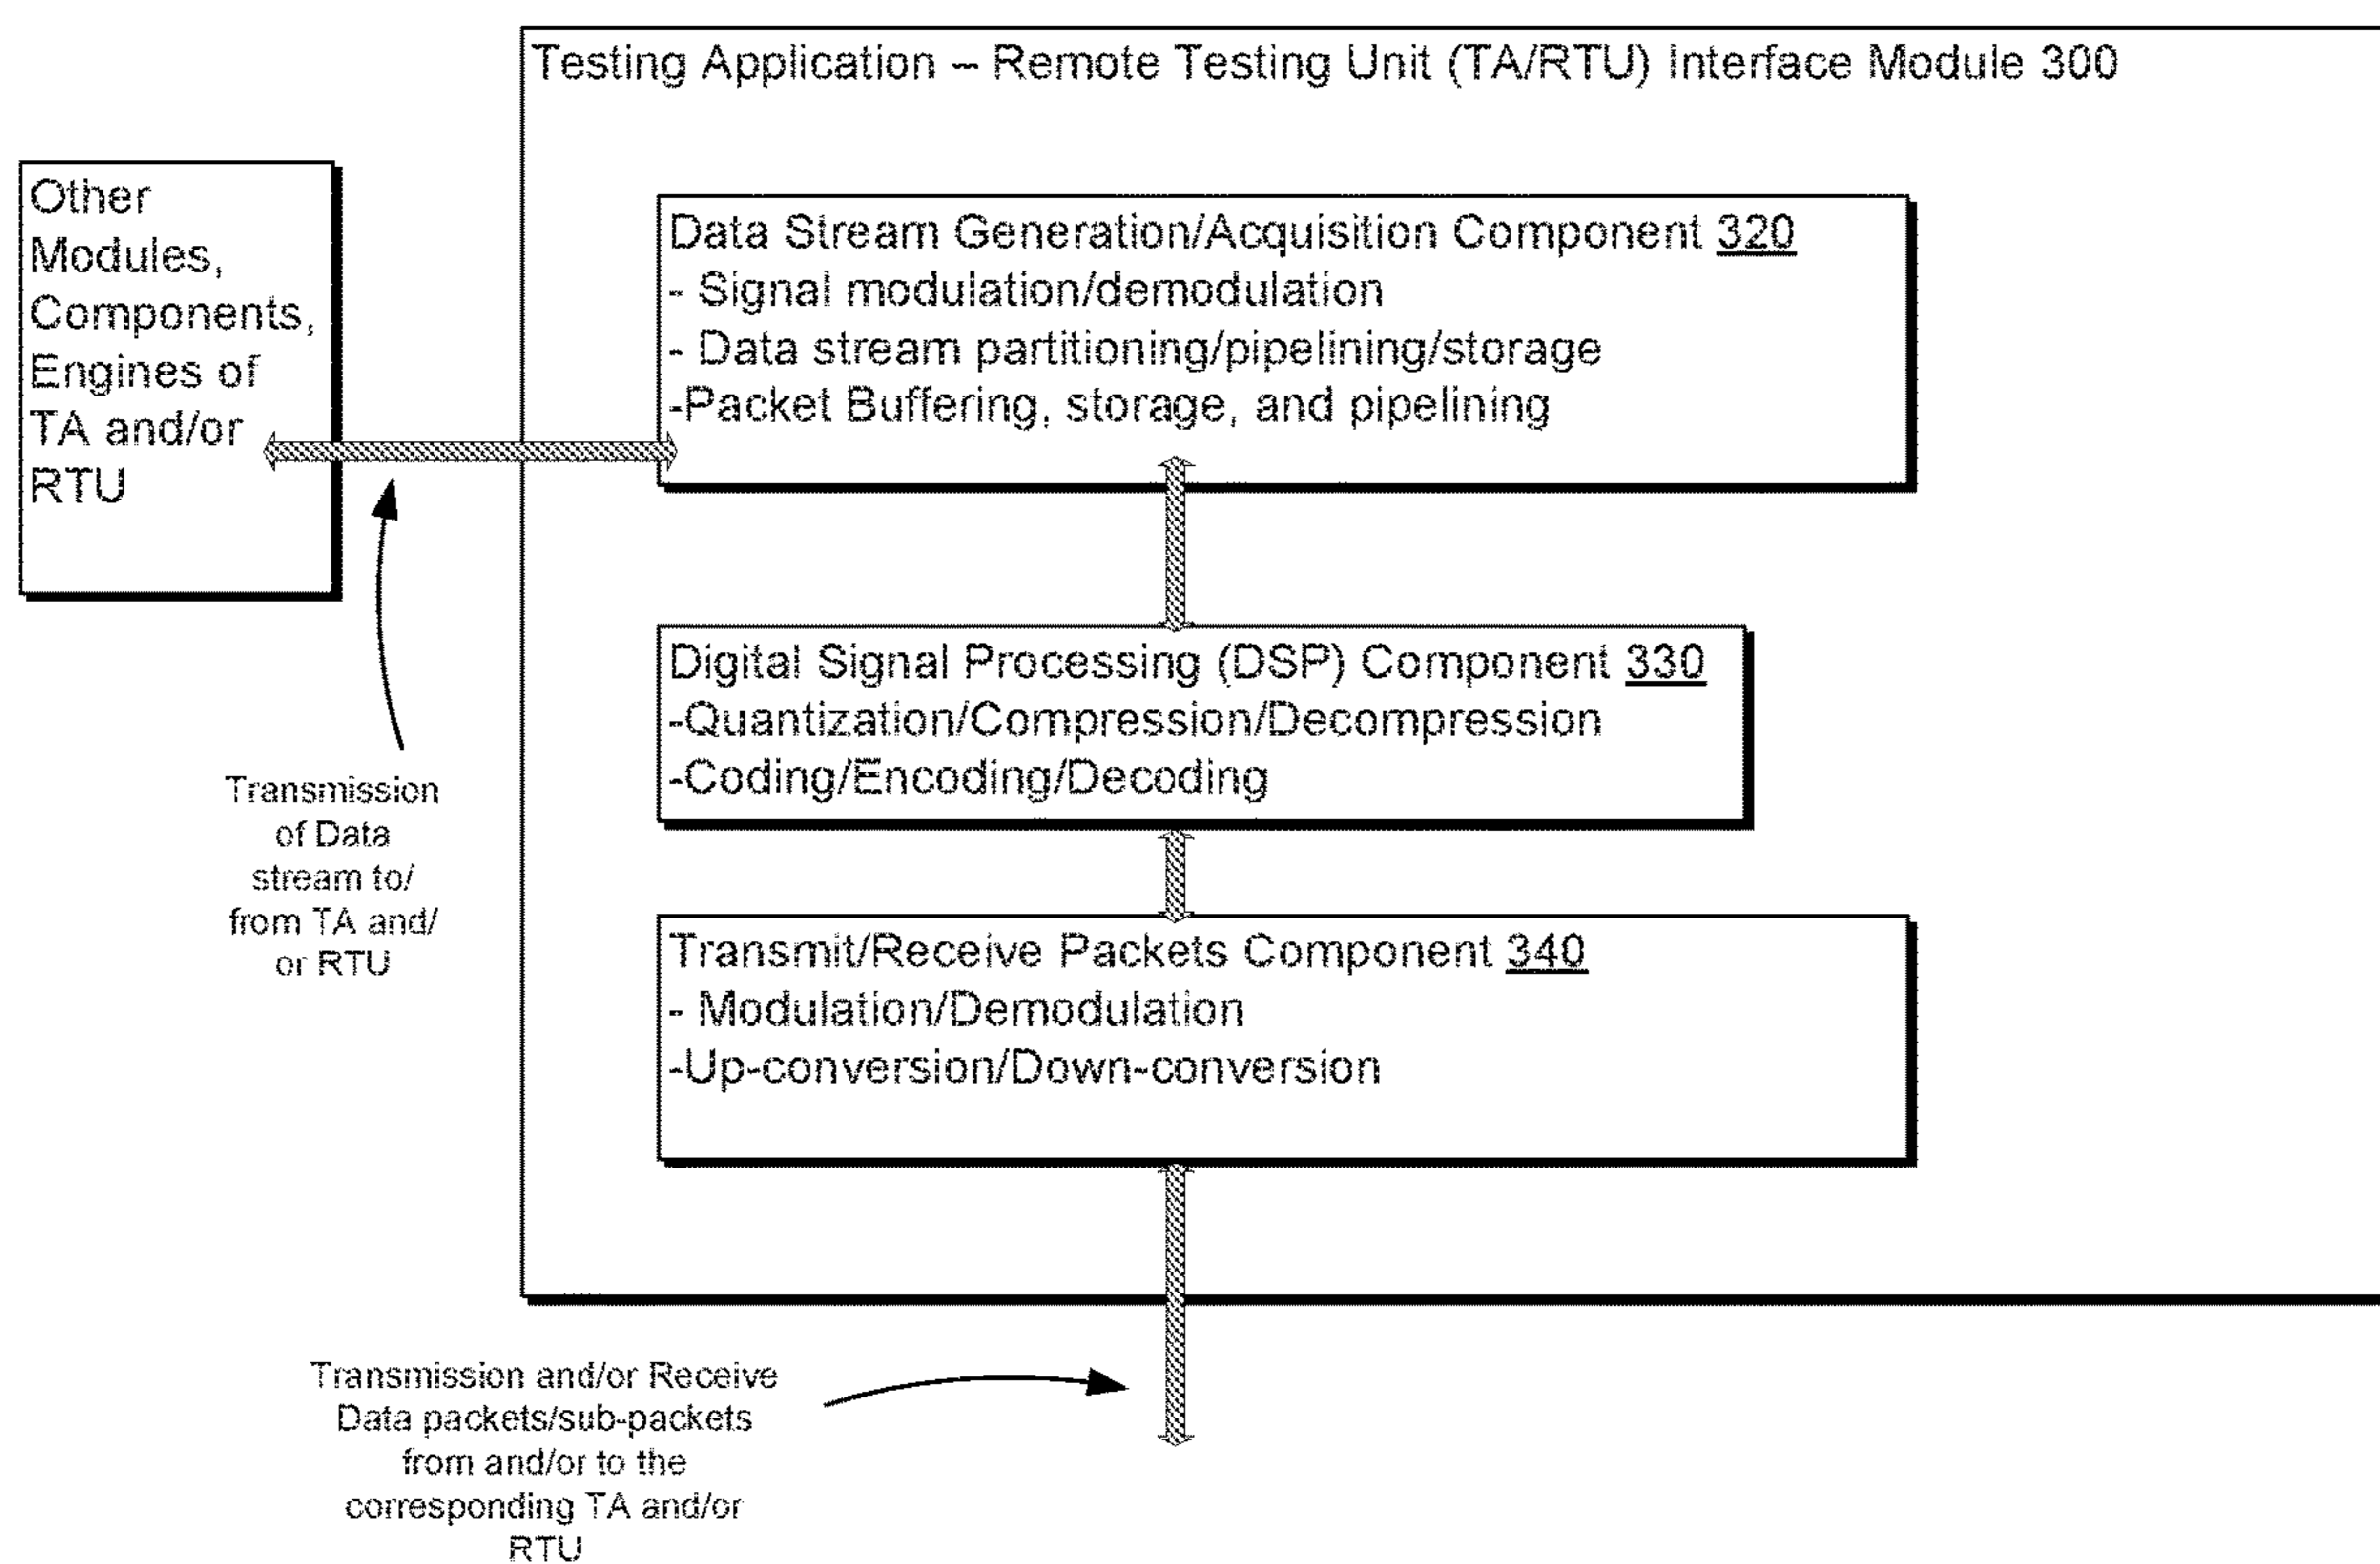 Testing Application – Remote Testing Unit (TA/RTU) Interface Module 300
Other
Modules,
Components,
Engines of
TA and/or
RTU
Data Stream Generation/Acquisition Component 320
- Signal modulation/demodulation
- Data stream partitioning/pipelining/storage
-Packet Buffering, storage, and pipelining
Digital Signal Processing (DSP) Component 330
-Quantization/Compression/Decompression
-Coding/Encoding/Decoding
Transmission
of Data
stream to/
from TA and/
or RTU
Transmit/Receive Packets Component 340
- Modulation/Demodulation
-Up-conversion/Down-conversion
Transmission and/or Receive
Data packets/sub-packets
from and/or to the
corresponding TA and/or
RTU